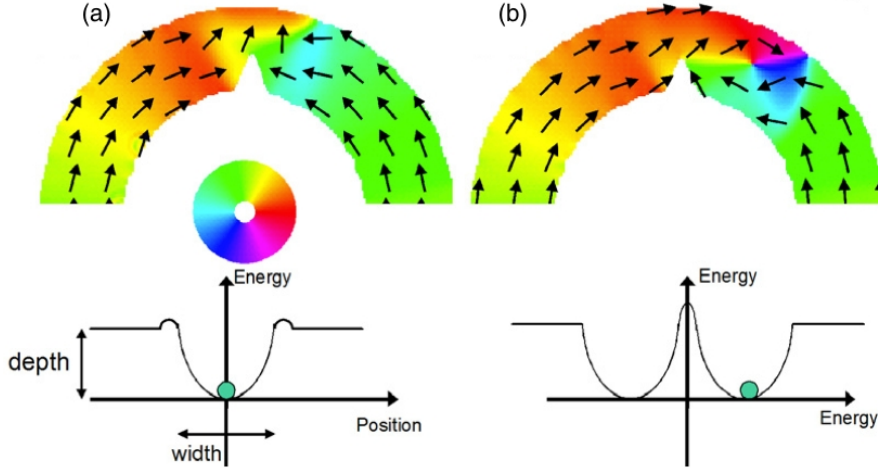 (a)
(b)
Energy
depth
Position
width
Energy
Energy